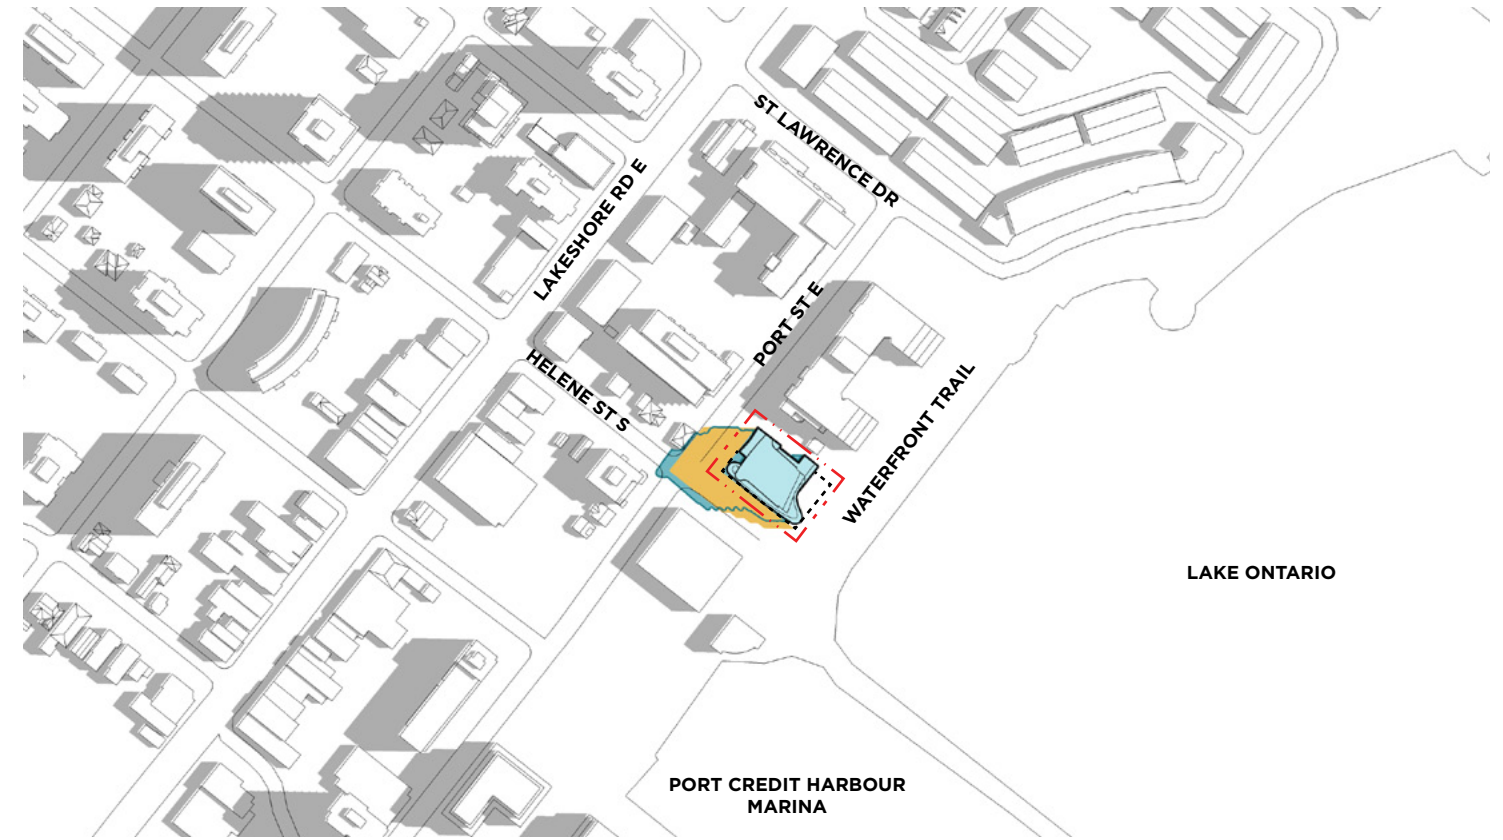 ST LAWRENCE DR
LAKESHORE RD E
PORT ST E
HELENE ST S
WATERFRONT TRAIL
LAKE ONTARIO
PORT CREDIT HARBOUR
MARINA